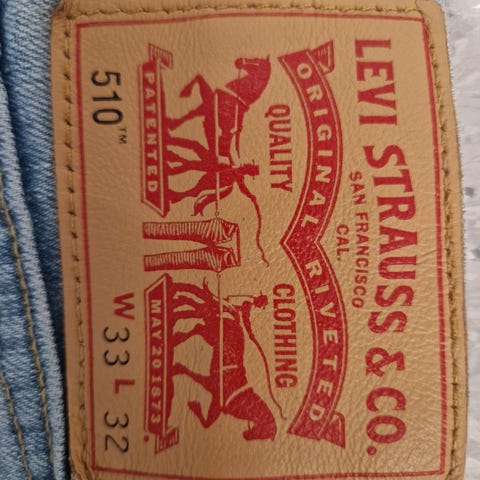 LEVI STRAUSS & CO.
SAN FRANCISCO
CAL.
ORIGINAL RIVETED
QUALITY CLOTHING
PATENTED MAY 20 1873
510™ W 33 L 32